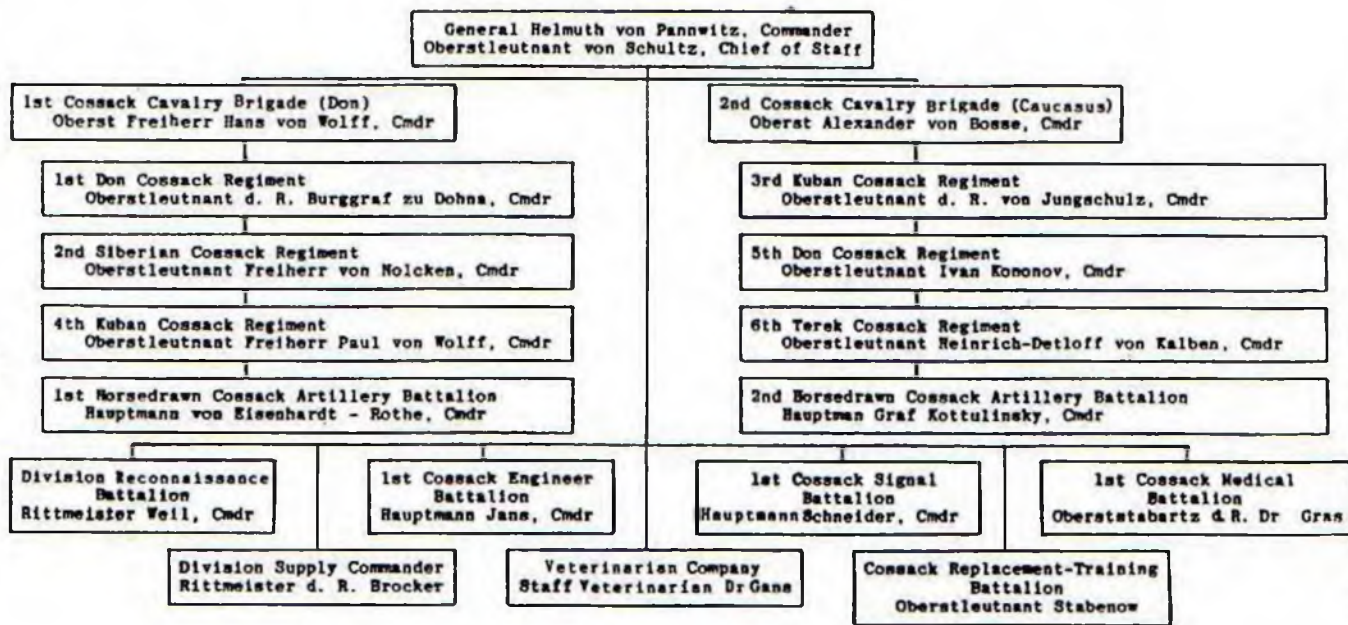 General Helmuth von Pannwitz, Commander
Oberstleutnant von Schultz, Chief of Staff
1st Cossack Cavalry Brigade (Don)
Oberst Freiherr Hans von Wolff, Cmdr
2nd Cossack Cavalry Brigade (Caucasus)
Oberst Alexander von Bosse, Cmdr
1st Don Cossack Regiment
Oberstleutnant d. R. Burggraf zu Dohna, Cmdr
3rd Kuban Cossack Regiment
Oberstleutnant d. R. von Jungschulz, Cmdr
2nd Siberian Cossack Regiment
Oberstleutnant Freiherr von Nolcken, Cmdr
5th Don Cossack Regiment
Oberstleutnant Ivan Kononov, Cmdr
4th Kuban Cossack Regiment
Oberstleutnant Freiherr Paul von Wolff, Cmdr
6th Terek Cossack Regiment
Oberstleutnant Heinrich-Detloff von Kalben, Cmdr
1st Horsedrawn Cossack Artillery Battalion
Hauptmann von Eisenhardt - Rothe, Cmdr
2nd Horsedrawn Cossack Artillery Battalion
Hauptman Graf Kottulinsky, Cmdr
Division Reconnaissance
Battalion
Rittmeister Weil, Cmdr
1st Cossack Engineer
Battalion
Hauptmann Jans, Cmdr
1st Cossack Signal
Battalion
Hauptmann Schneider, Cmdr
1st Cossack Medical
Battalion
Oberstatabartz d. R. Dr Gras
Division Supply Commander
Rittmeister d. R. Brocker
Veterinarian Company
Staff Veterinarian Dr Gans
Cossack Replacement-Training
Battalion
Oberstleutnant Stabenow